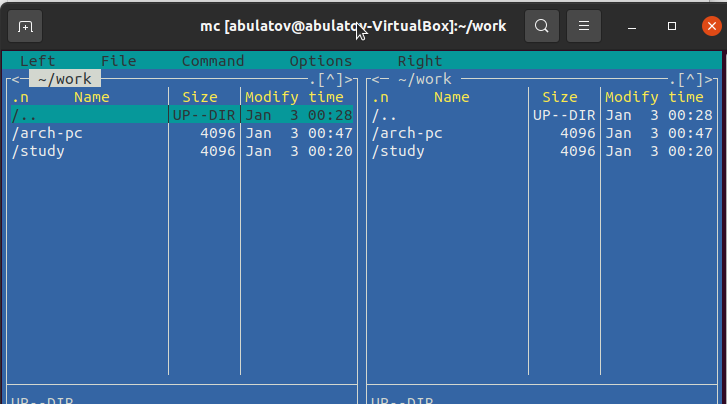 mc [abulatov@abulatov-VirtualBox]:~/work
Left File Command Options Right
<─ ~/work ─.[^]> <─ ~/work ─.[^]>
.n Name Size Modify time .n Name Size Modify time
/.. UP--DIR Jan 3 00:28 /.. UP--DIR Jan 3 00:28
/arch-pc 4096 Jan 3 00:47 /arch-pc 4096 Jan 3 00:47
/study 4096 Jan 3 00:20 /study 4096 Jan 3 00:20
UP--DIR UP--DIR